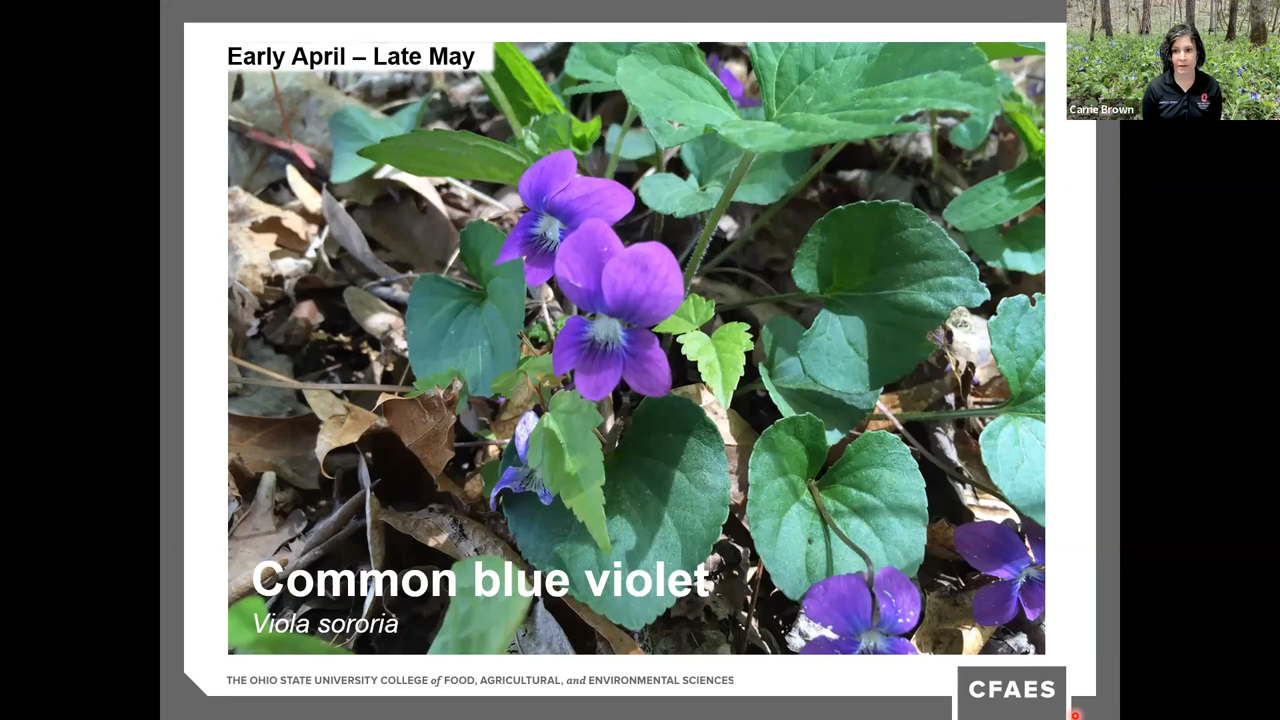 Early April – Late May
Carrie Brown
Common blue violet
Viola sororia
THE OHIO STATE UNIVERSITY COLLEGE of FOOD, AGRICULTURAL, and ENVIRONMENTAL SCIENCES
CFAES